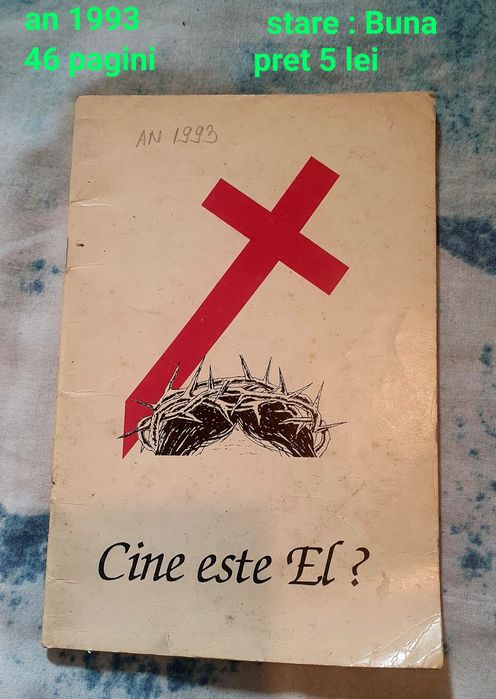 an 1993
stare : Buna
46 pagini
pret 5 lei
AN 1993
Cine este El ?